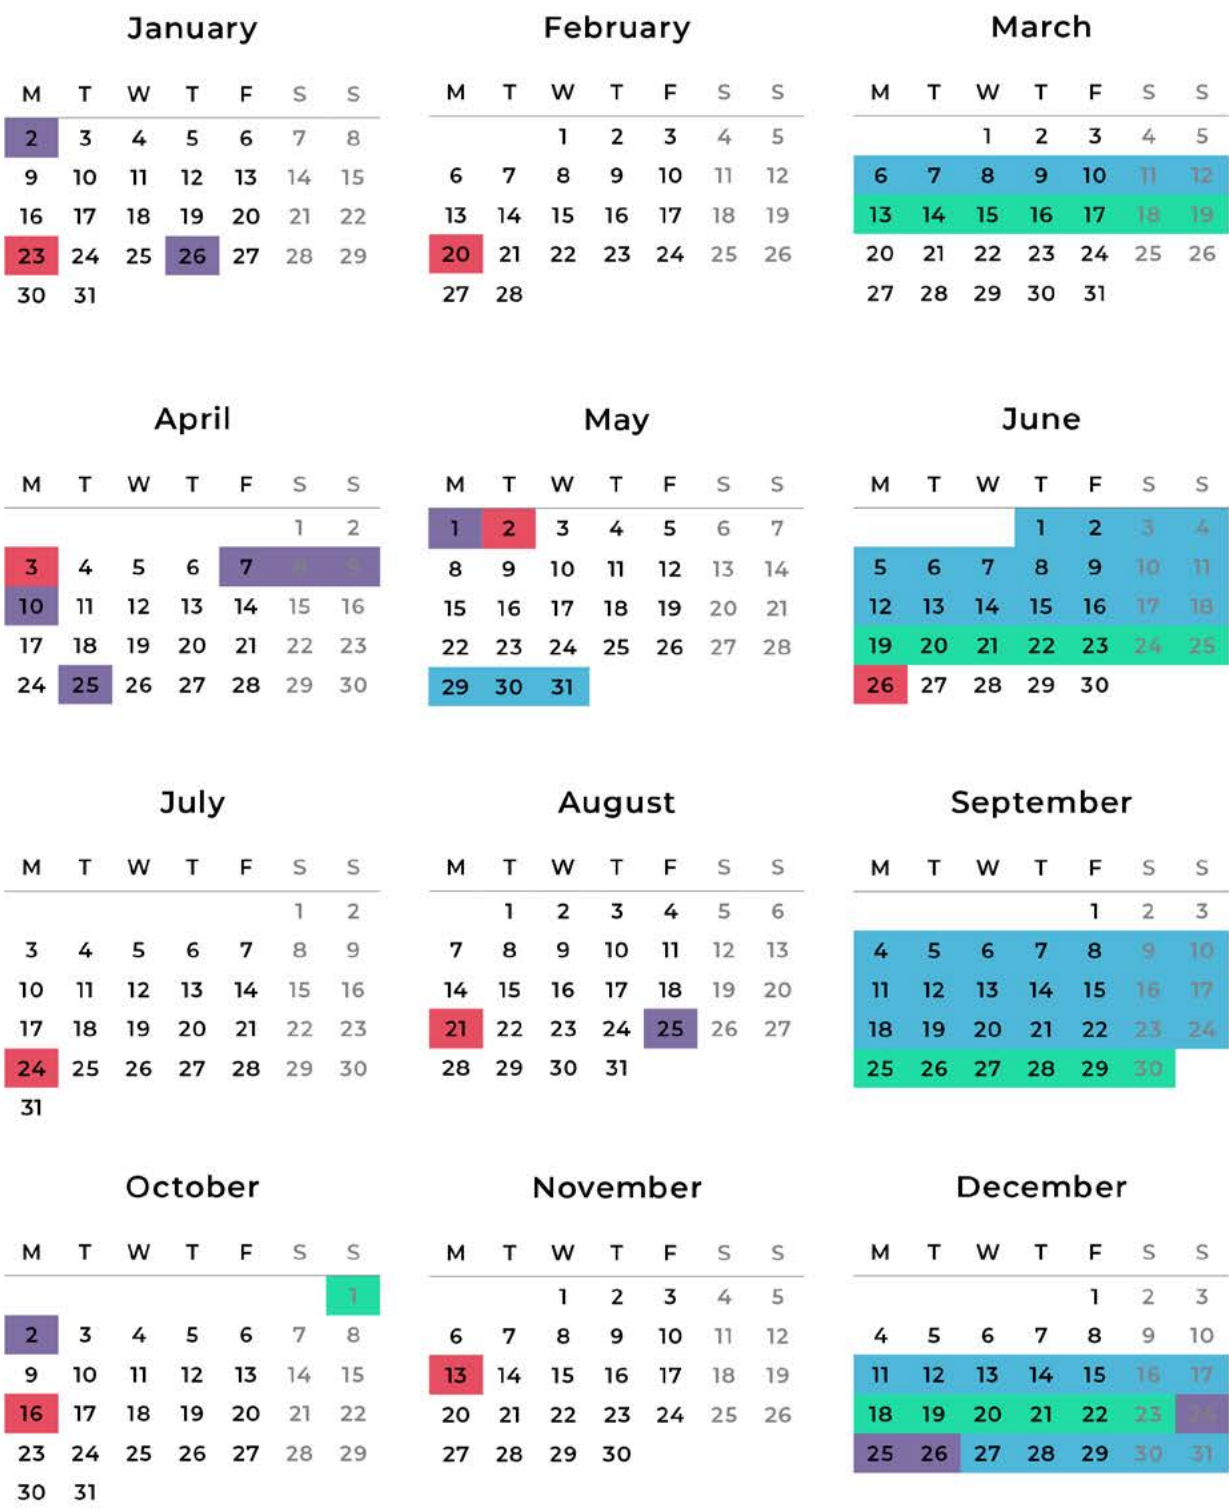 January
M T W T F S S
2 3 4 5 6 7 8
9 10 11 12 13 14 15
16 17 18 19 20 21 22
23 24 25 26 27 28 29
30 31
February
M T W T F S S
1 2 3 4 5
6 7 8 9 10 11 12
13 14 15 16 17 18 19
20 21 22 23 24 25 26
27 28
March
M T W T F S S
1 2 3 4 5
6 7 8 9 10 11 12
13 14 15 16 17 18 19
20 21 22 23 24 25 26
27 28 29 30 31
April
M T W T F S S
1 2
3 4 5 6 7 8 9
10 11 12 13 14 15 16
17 18 19 20 21 22 23
24 25 26 27 28 29 30
May
M T W T F S S
1 2 3 4 5 6 7
8 9 10 11 12 13 14
15 16 17 18 19 20 21
22 23 24 25 26 27 28
29 30 31
June
M T W T F S S
1 2 3 4
5 6 7 8 9 10 11
12 13 14 15 16 17 18
19 20 21 22 23 24 25
26 27 28 29 30
July
M T W T F S S
1 2
3 4 5 6 7 8 9
10 11 12 13 14 15 16
17 18 19 20 21 22 23
24 25 26 27 28 29 30
31
August
M T W T F S S
1 2 3 4 5 6
7 8 9 10 11 12 13
14 15 16 17 18 19 20
21 22 23 24 25 26 27
28 29 30 31
September
M T W T F S S
1 2 3
4 5 6 7 8 9 10
11 12 13 14 15 16 17
18 19 20 21 22 23 24
25 26 27 28 29 30
October
M T W T F S S
1
2 3 4 5 6 7 8
9 10 11 12 13 14 15
16 17 18 19 20 21 22
23 24 25 26 27 28 29
30 31
November
M T W T F S S
1 2 3 4 5
6 7 8 9 10 11 12
13 14 15 16 17 18 19
20 21 22 23 24 25 26
27 28 29 30
December
M T W T F S S
1 2 3
4 5 6 7 8 9 10
11 12 13 14 15 16 17
18 19 20 21 22 23 24
25 26 27 28 29 30 31